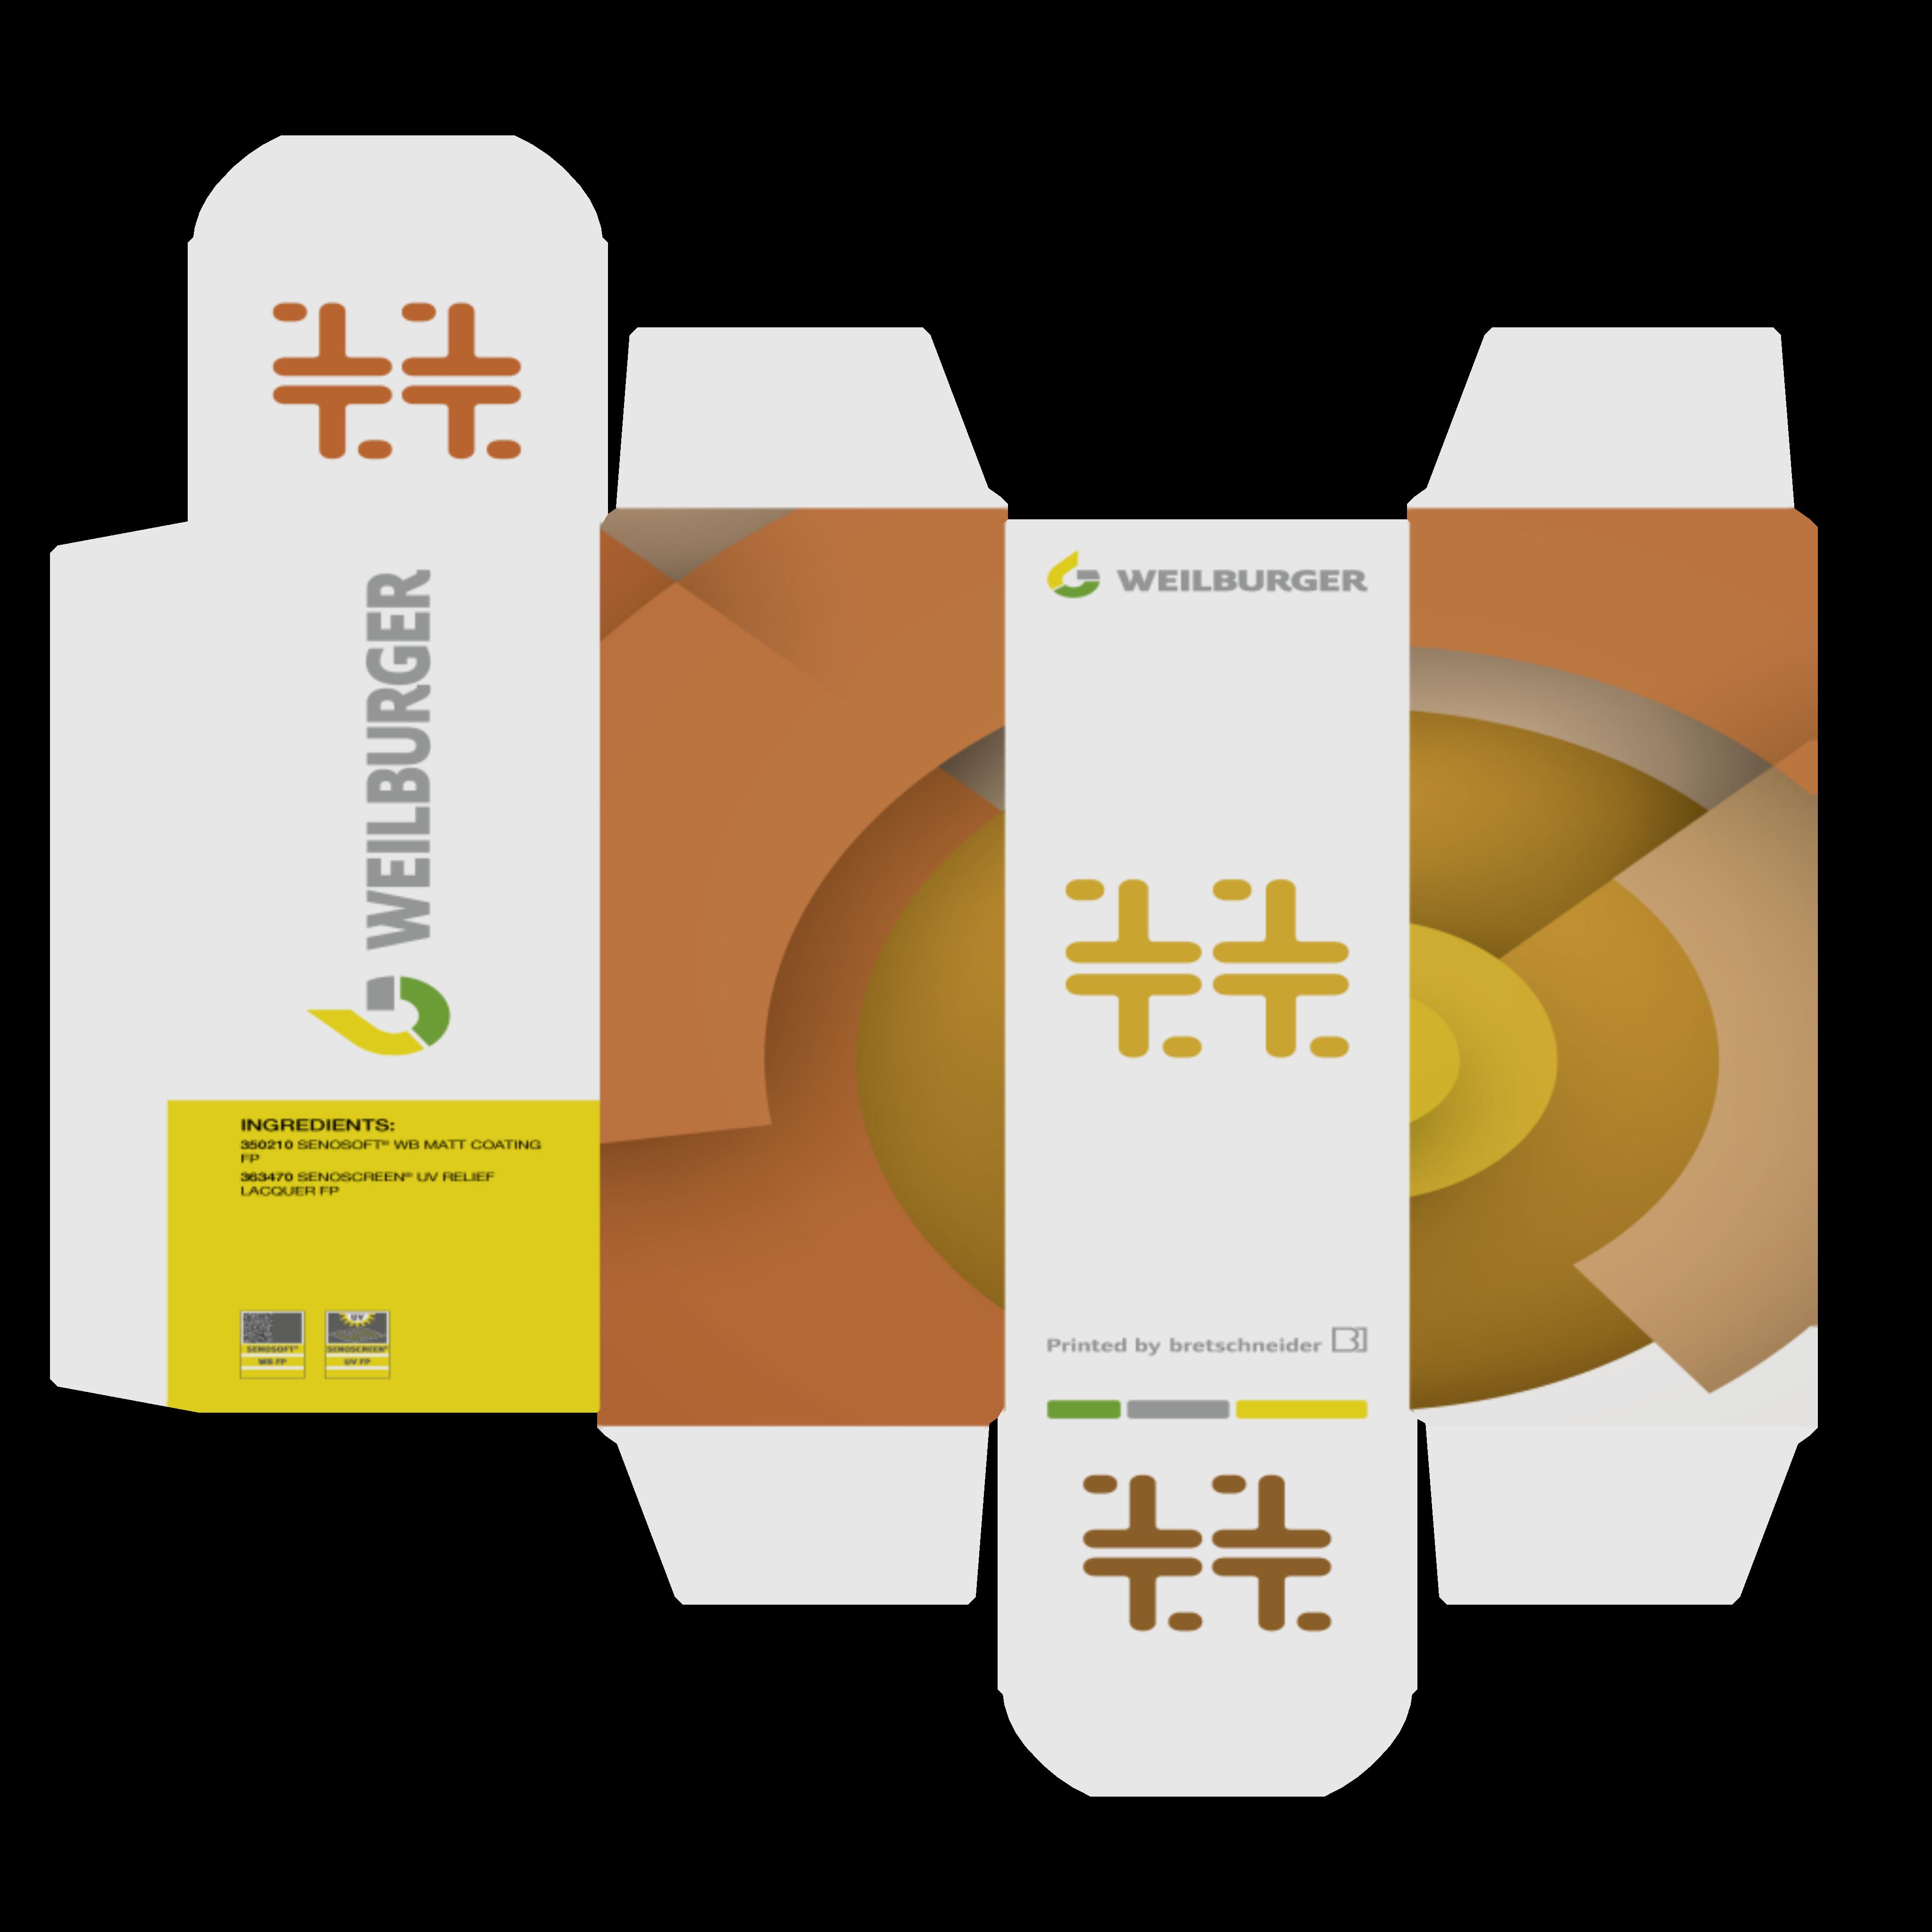 WEILBURGER
INGREDIENTS:
350210 SENOSOFT® WB MATT COATING
FP
363470 SENOSCREEN® UV RELIEF
LACQUER FP
UV
SENOSOFT®
WB FP
SENOSCREEN®
UV FP
WEILBURGER
Printed by bretschneider